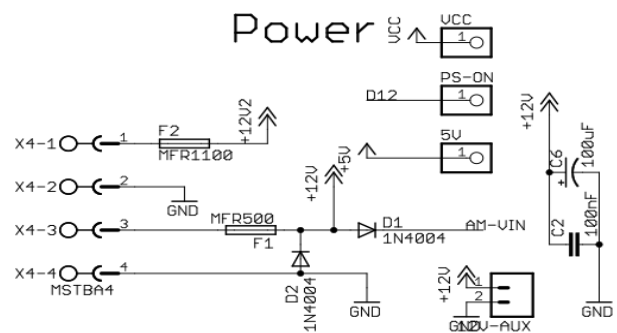 Power
VCC
VCC
1
PS-ON
D12
1
+12V
5V
+5V
1
F2
MFR1100
+12V2
X4-1
1
X4-2
2
GND
+12V
C6
+
100uF
C2
100nF
X4-3
3
MFR500
F1
D1
1N4004
AM-VIN
X4-4
4
MSTBA4
D2
1N4004
GND
+12V
1
2
GND
12V-AUX
GND